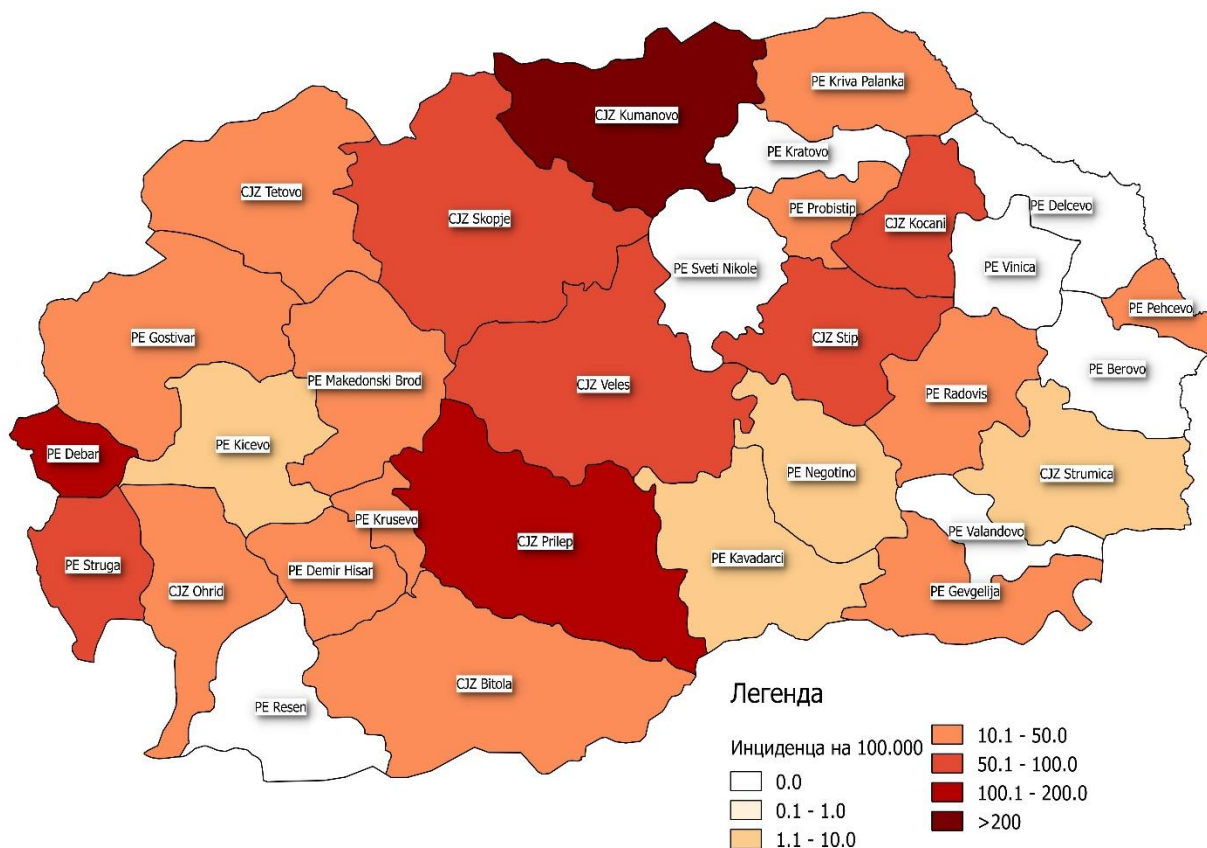 PE Kriva Palanka
CJZ Kumanovo
PE Kratovo
CJZ Tetovo
PE Probistip
PE Delcevo
CJZ Skopje
CJZ Kocani
PE Sveti Nikole
PE Vinica
PE Pehcevo
PE Gostivar
CJZ Stip
PE Berovo
PE Makedonski Brod
CJZ Veles
PE Radovis
PE Kicevo
PE Debar
PE Negotino
CJZ Strumica
PE Krusevo
PE Valandovo
CJZ Prilep
PE Kavadarci
PE Struga
PE Demir Hisar
CJZ Ohrid
PE Gevgelija
CJZ Bitola
PE Resen
Легенда
Инциденца на 100.000
0.0
0.1 - 1.0
1.1 - 10.0
10.1 - 50.0
50.1 - 100.0
100.1 - 200.0
>200